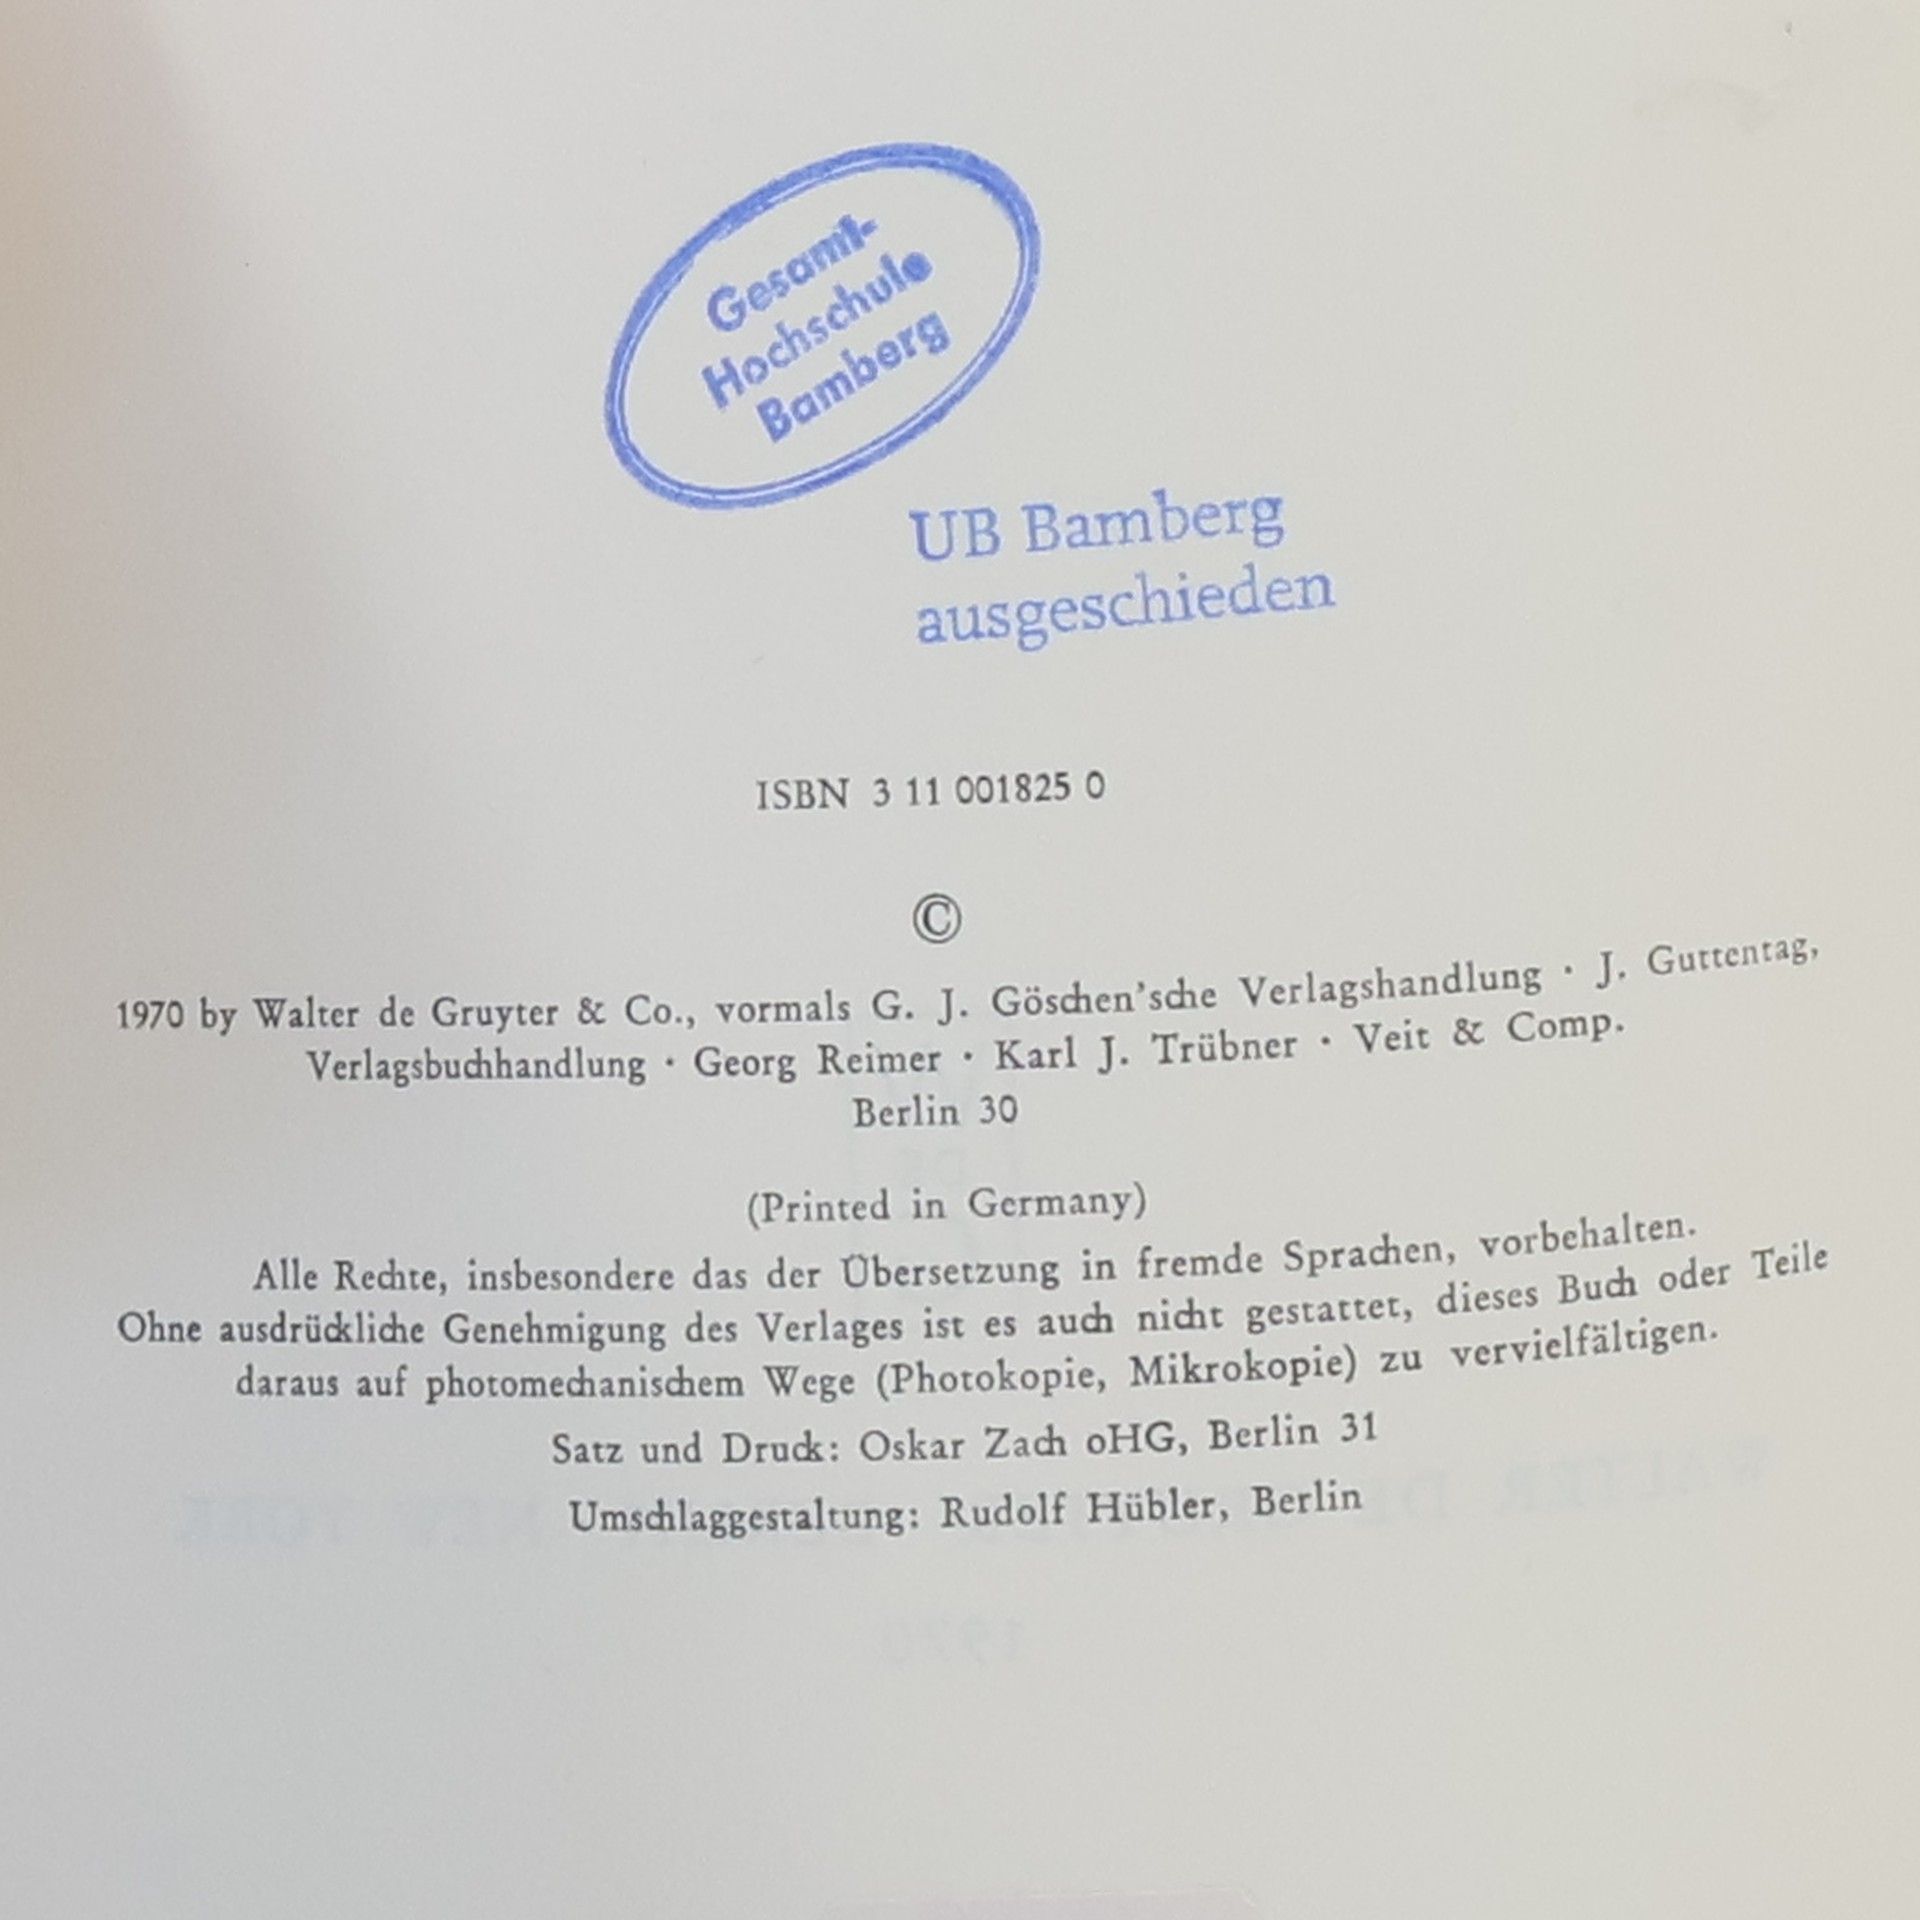 Gesamt-
Hochschule
Bamberg
UB Bamberg
ausgeschieden
ISBN 3 11 001825 0
©
1970 by Walter de Gruyter & Co., vormals G. J. Göschen'sche Verlagshandlung · J. Guttentag,
Verlagsbuchhandlung · Georg Reimer · Karl J. Trübner · Veit & Comp.
Berlin 30
(Printed in Germany)
Alle Rechte, insbesondere das der Übersetzung in fremde Sprachen, vorbehalten.
Ohne ausdrückliche Genehmigung des Verlages ist es auch nicht gestattet, dieses Buch oder Teile
daraus auf photomechanischem Wege (Photokopie, Mikrokopie) zu vervielfältigen.
Satz und Druck: Oskar Zach oHG, Berlin 31
Umschlaggestaltung: Rudolf Hübler, Berlin